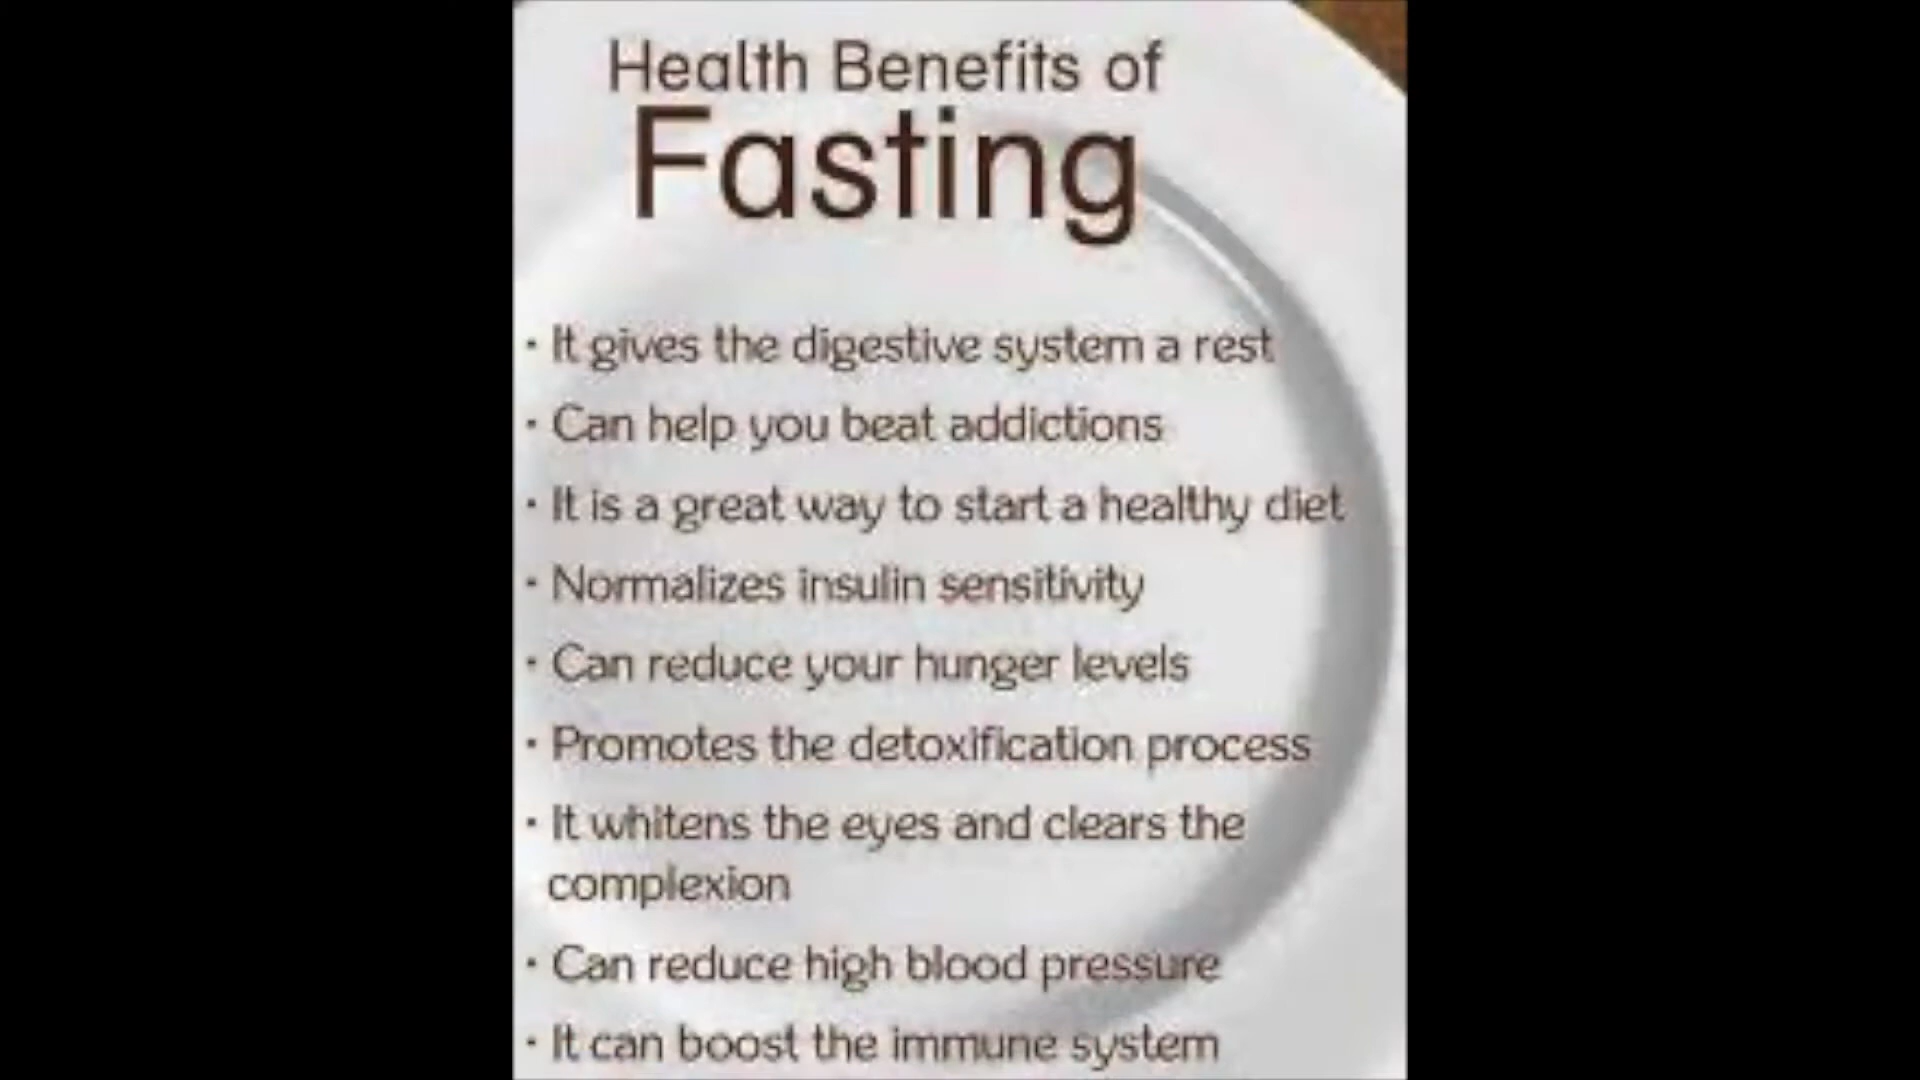 Health Benefits of
Fasting
· It gives the digestive system a rest
· Can help you beat addictions
· It is a great way to start a healthy diet
· Normalizes insulin sensitivity
· Can reduce your hunger levels
· Promotes the detoxification process
· It whitens the eyes and clears the
complexion
· Can reduce high blood pressure
· It can boost the immune system